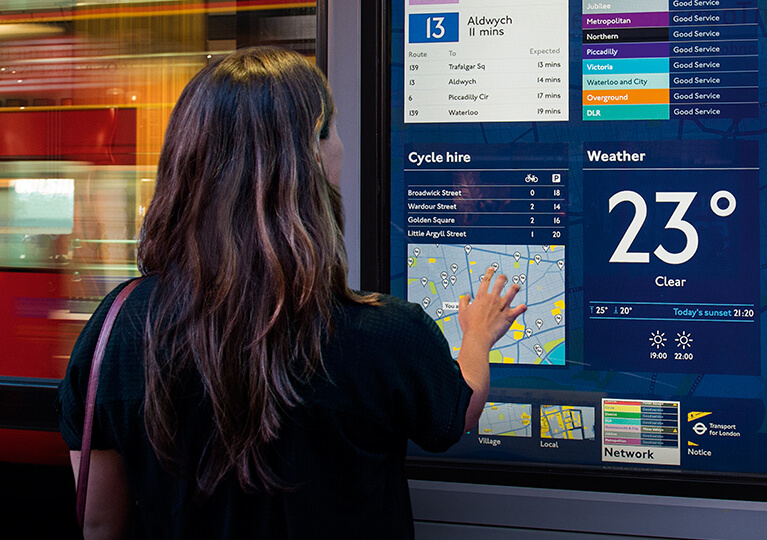 13 Aldwych
11 mins
Route To Expected
139 Trafalgar Sq 13 mins
13 Aldwych 14 mins
6 Piccadilly Cir 17 mins
139 Waterloo 19 mins
Jubilee Good Service
Metropolitan Good Service
Northern Good Service
Piccadilly Good Service
Victoria Good Service
Waterloo and City Good Service
Overground Good Service
DLR Good Service
Cycle hire
P
Broadwick Street 0 18
Wardour Street 2 14
Golden Square 2 16
Little Argyll Street 1 20
You a
Weather
23°
Clear
25° 20° Today's sunset 21:20
19:00 22:00
Village
Local
Network
Transport
for London
Notice